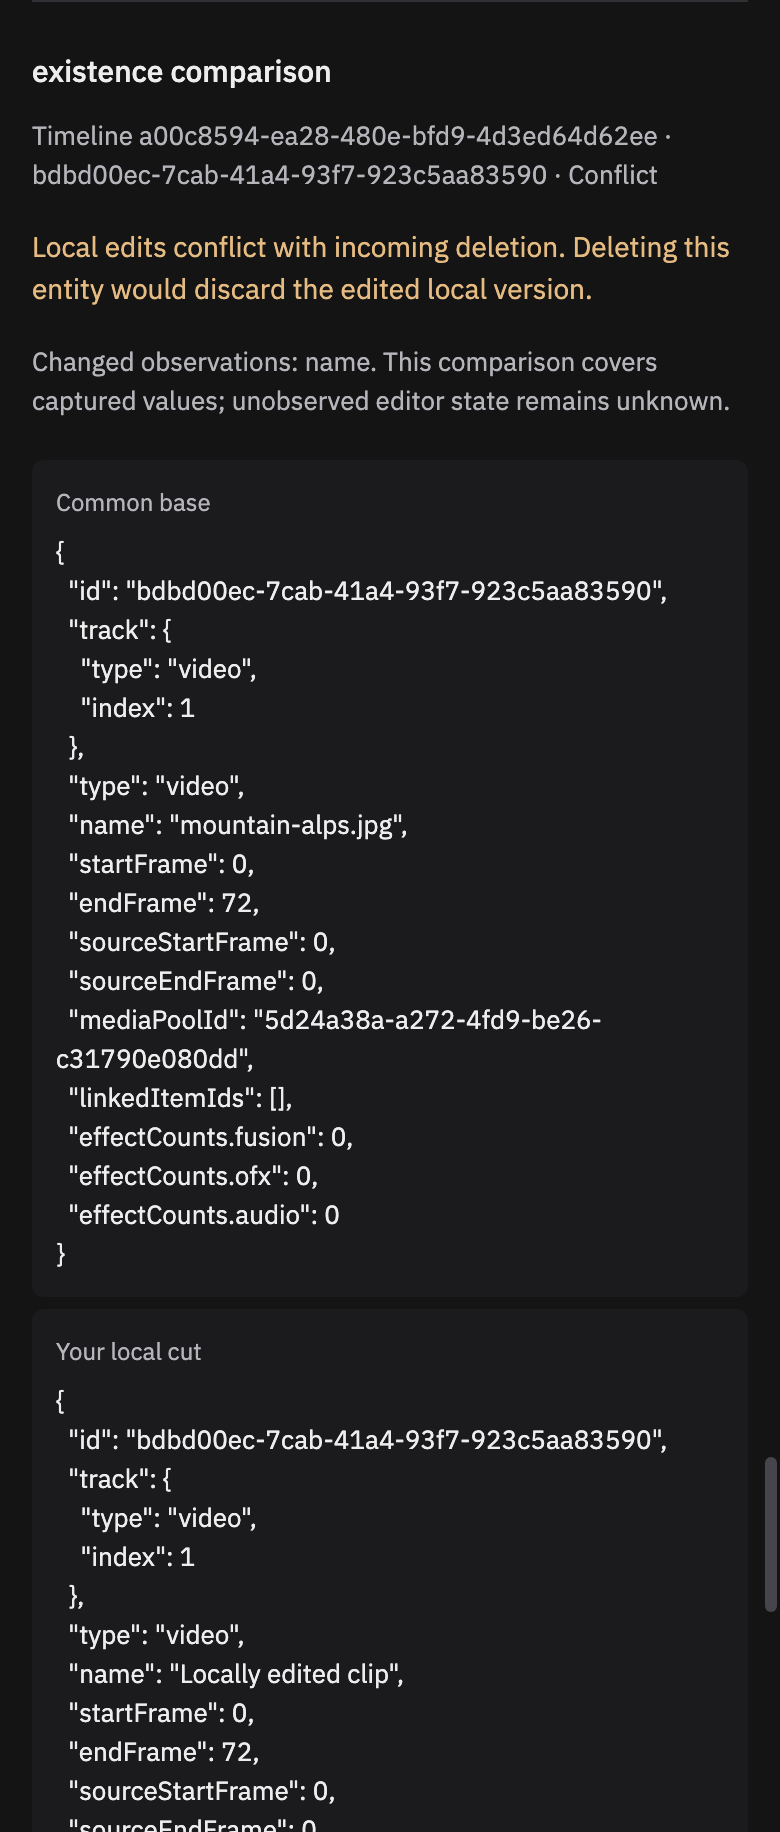 existence comparison
Timeline a00c8594-ea28-480e-bfd9-4d3ed64d62ee ·
bdbd00ec-7cab-41a4-93f7-923c5aa83590 · Conflict
Local edits conflict with incoming deletion. Deleting this
entity would discard the edited local version.
Changed observations: name. This comparison covers
captured values; unobserved editor state remains unknown.
Common base
{
  "id": "bdbd00ec-7cab-41a4-93f7-923c5aa83590",
  "track": {
    "type": "video",
    "index": 1
  },
  "type": "video",
  "name": "mountain-alps.jpg",
  "startFrame": 0,
  "endFrame": 72,
  "sourceStartFrame": 0,
  "sourceEndFrame": 0,
  "mediaPoolId": "5d24a38a-a272-4fd9-be26-
c31790e080dd",
  "linkedItemIds": [],
  "effectCounts.fusion": 0,
  "effectCounts.ofx": 0,
  "effectCounts.audio": 0
}
Your local cut
{
  "id": "bdbd00ec-7cab-41a4-93f7-923c5aa83590",
  "track": {
    "type": "video",
    "index": 1
  },
  "type": "video",
  "name": "Locally edited clip",
  "startFrame": 0,
  "endFrame": 72,
  "sourceStartFrame": 0,
  "sourceEndFrame": 0